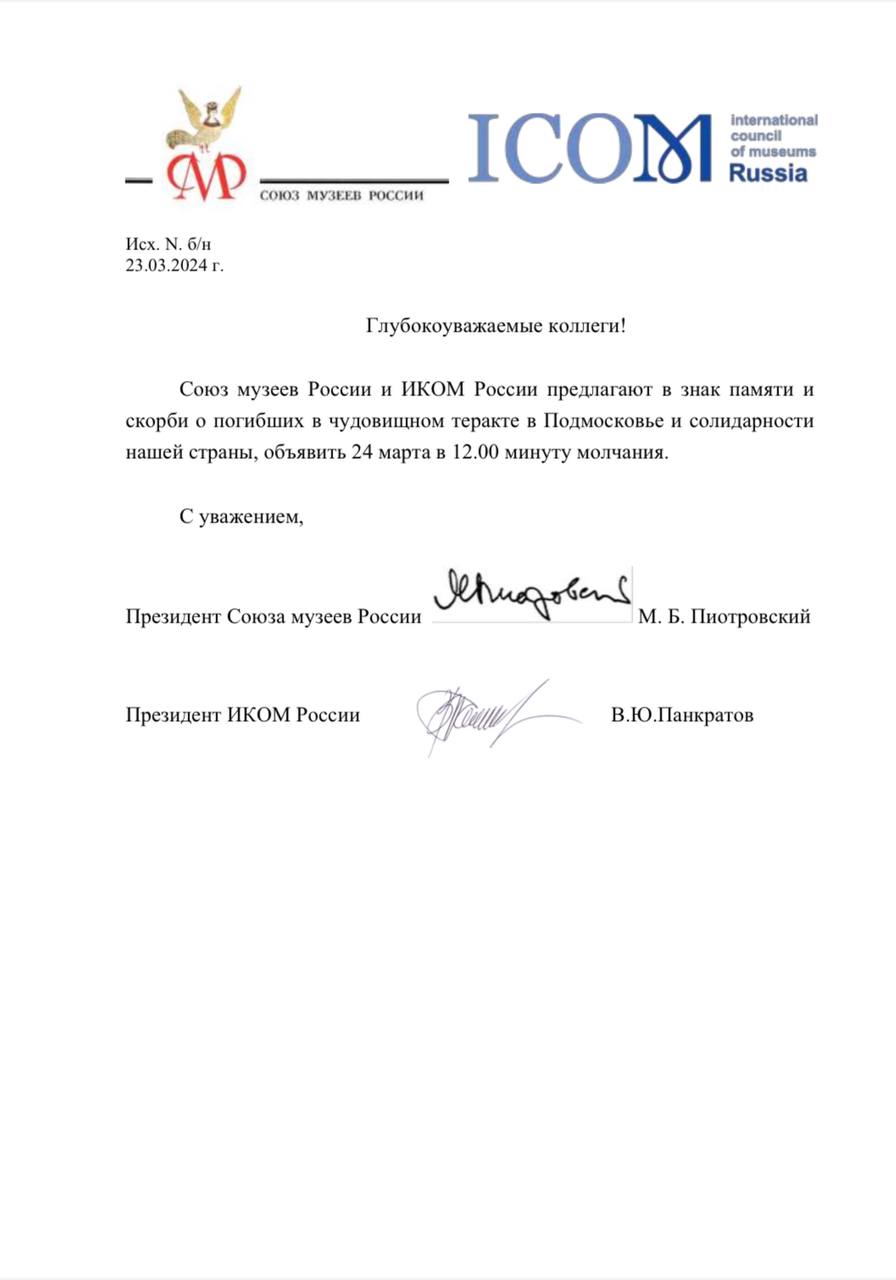 СМР
СОЮЗ МУЗЕЕВ РОССИИ
ICOM
international
council
of museums
Russia
Исх. N. б/н
23.03.2024 г.
Глубокоуважаемые коллеги!
Союз музеев России и ИКОМ России предлагают в знак памяти и
скорби о погибших в чудовищном теракте в Подмосковье и солидарности
нашей страны, объявить 24 марта в 12.00 минуту молчания.
С уважением,
Президент Союза музеев России М. Б. Пиотровский
Президент ИКОМ России В.Ю.Панкратов